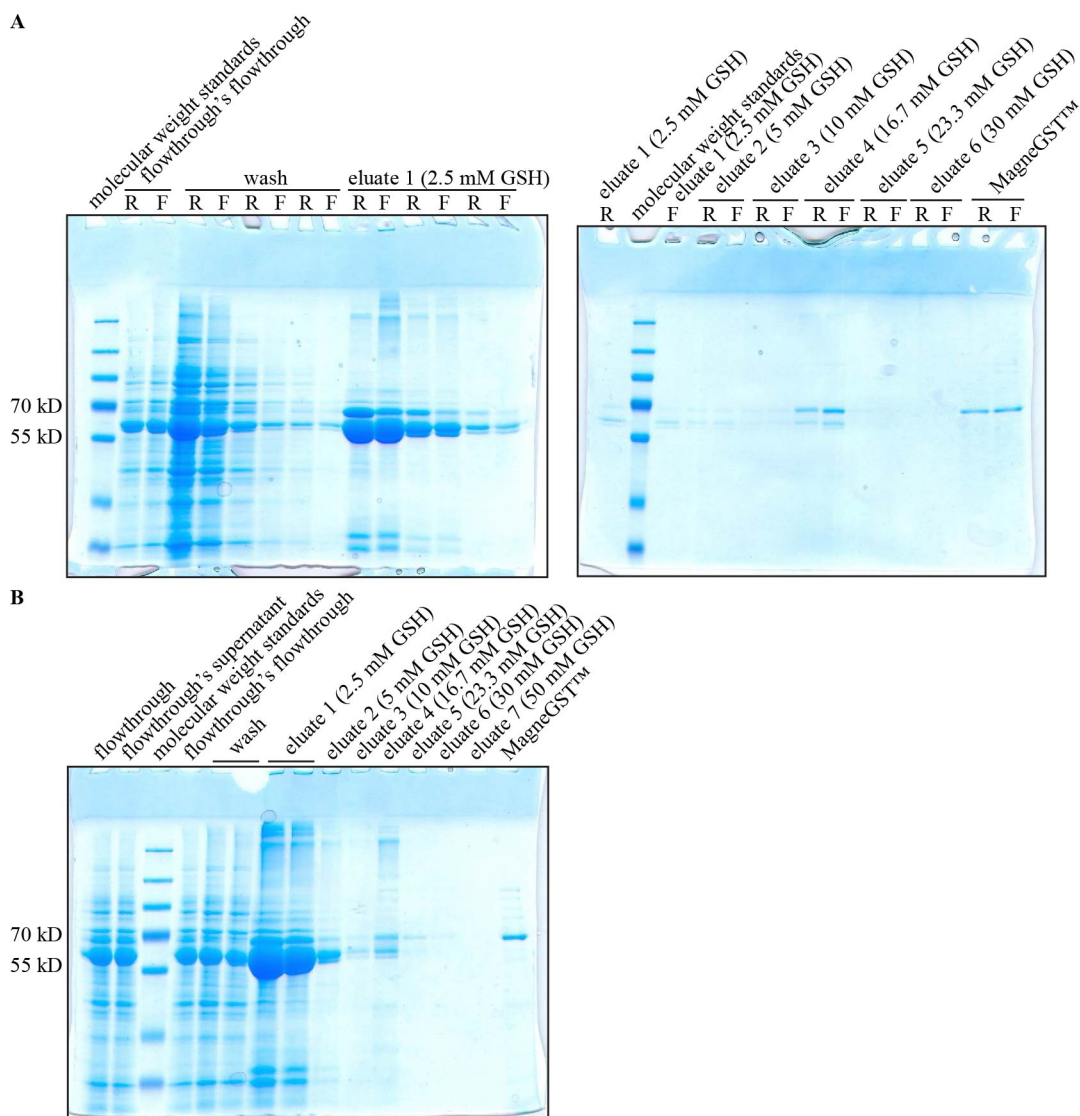 A
molecular weight standards
flowthrough's flowthrough
wash
eluate 1 (2.5 mM GSH)
R F R F R F R F R F R F R F
70 kD
55 kD
eluate 1 (2.5 mM GSH)
molecular weight standards
eluate 1 (2.5 mM GSH)
eluate 2 (5 mM GSH)
eluate 3 (10 mM GSH)
eluate 4 (16.7 mM GSH)
eluate 5 (23.3 mM GSH)
eluate 6 (30 mM GSH)
MagneGST™
R F R F R F R F R F R F R F
B
flowthrough
flowthrough's supernatant
molecular weight standards
flowthrough's flowthrough
wash
eluate 1 (2.5 mM GSH)
eluate 2 (5 mM GSH)
eluate 3 (10 mM GSH)
eluate 4 (16.7 mM GSH)
eluate 5 (23.3 mM GSH)
eluate 6 (30 mM GSH)
eluate 7 (50 mM GSH)
MagneGST™
70 kD
55 kD